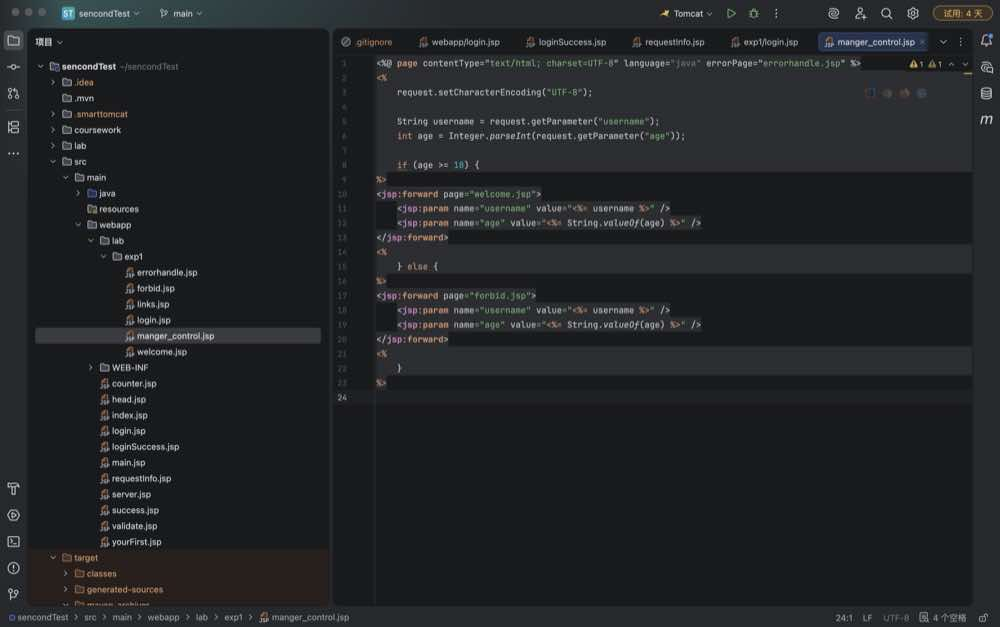 ST sencondTest main Tomcat 试用: 4 天
项目
.gitignore webapp/login.jsp loginSuccess.jsp requestInfo.jsp exp1/login.jsp manger_control.jsp
sencondTest ~/sencondTest
.idea
.mvn
.smarttomcat
coursework
lab
src
main
java
resources
webapp
lab
exp1
errorhandle.jsp
forbid.jsp
links.jsp
login.jsp
manger_control.jsp
welcome.jsp
WEB-INF
counter.jsp
head.jsp
index.jsp
login.jsp
loginSuccess.jsp
main.jsp
requestInfo.jsp
server.jsp
success.jsp
validate.jsp
yourFirst.jsp
target
classes
generated-sources
maven-archiver
1 <%@ page contentType="text/html; charset=UTF-8" language="java" errorPage="errorhandle.jsp" %>
1 1
2 <%
3     request.setCharacterEncoding("UTF-8");
4
5     String username = request.getParameter("username");
6     int age = Integer.parseInt(request.getParameter("age"));
7
8     if (age >= 18) {
9 %>
10 <jsp:forward page="welcome.jsp">
11     <jsp:param name="username" value="<%= username %>" />
12     <jsp:param name="age" value="<%= String.valueOf(age) %>" />
13 </jsp:forward>
14 <%
15     } else {
16 %>
17 <jsp:forward page="forbid.jsp">
18     <jsp:param name="username" value="<%= username %>" />
19     <jsp:param name="age" value="<%= String.valueOf(age) %>" />
20 </jsp:forward>
21 <%
22     }
23 %>
24
m
sencondTest > src > main > webapp > lab > exp1 > manger_control.jsp 24:1 LF UTF-8 4 个空格